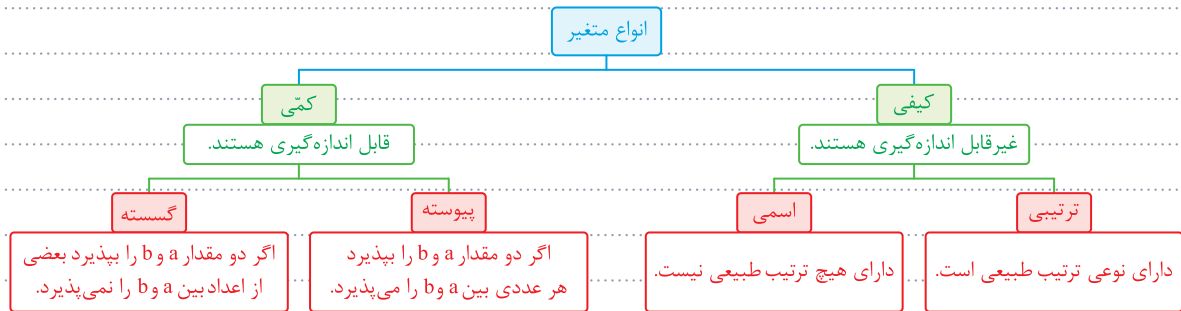 انواع متغیر
کیفی
کمّی
غیرقابل اندازه‌گیری هستند.
قابل اندازه‌گیری هستند.
ترتیبی
اسمی
پیوسته
گسسته
دارای نوعی ترتیب طبیعی است.
دارای هیچ ترتیب طبیعی نیست.
اگر دو مقدار a و b را بپذیرد
هر عددی بین a و b را می‌پذیرد.
اگر دو مقدار a و b را بپذیرد بعضی
از اعداد بین a و b را نمی‌پذیرد.